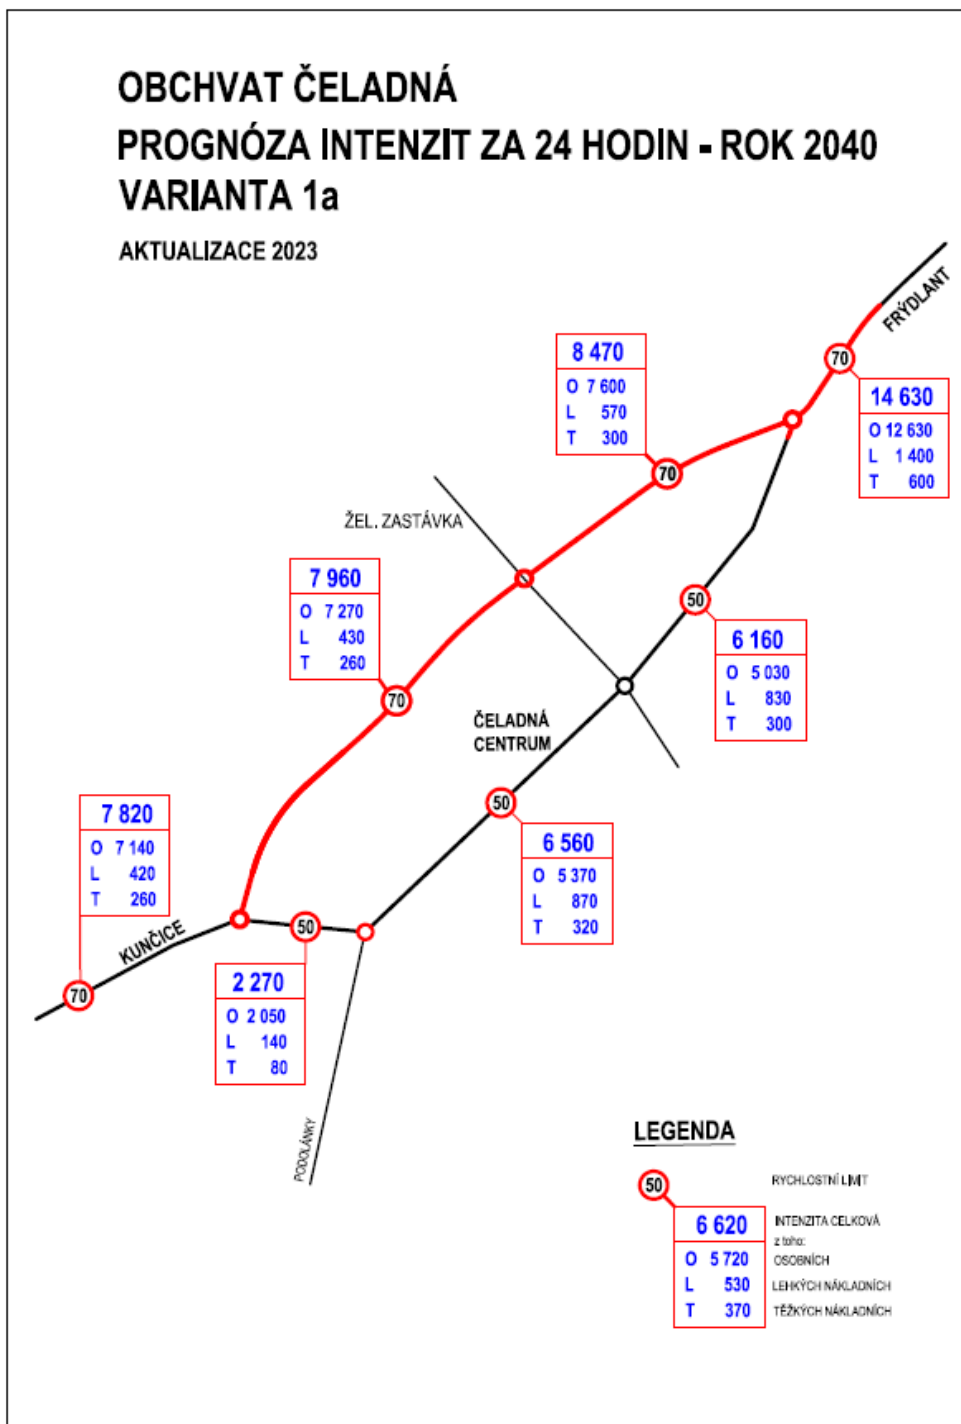 OBCHVAT ČELADNÁ
PROGNÓZA INTENZIT ZA 24 HODIN - ROK 2040
VARIANTA 1a
AKTUALIZACE 2023
FRÝDLANT
70
14 630
O 12 630
L 1 400
T 600
8 470
O 7 600
L 570
T 300
70
ŽEL. ZASTÁVKA
7 960
O 7 270
L 430
T 260
70
50
6 160
O 5 030
L 830
T 300
ČELADNÁ
CENTRUM
50
6 560
O 5 370
L 870
T 320
7 820
O 7 140
L 420
T 260
KUNČICE
70
50
2 270
O 2 050
L 140
T 80
PODOLÁNKY
LEGENDA
50
RYCHLOSTNÍ LIMIT
6 620
INTENZITA CELKOVÁ
z toho:
O 5 720
OSOBNÍCH
L 530
LEHKÝCH NÁKLADNÍCH
T 370
TĚŽKÝCH NÁKLADNÍCH